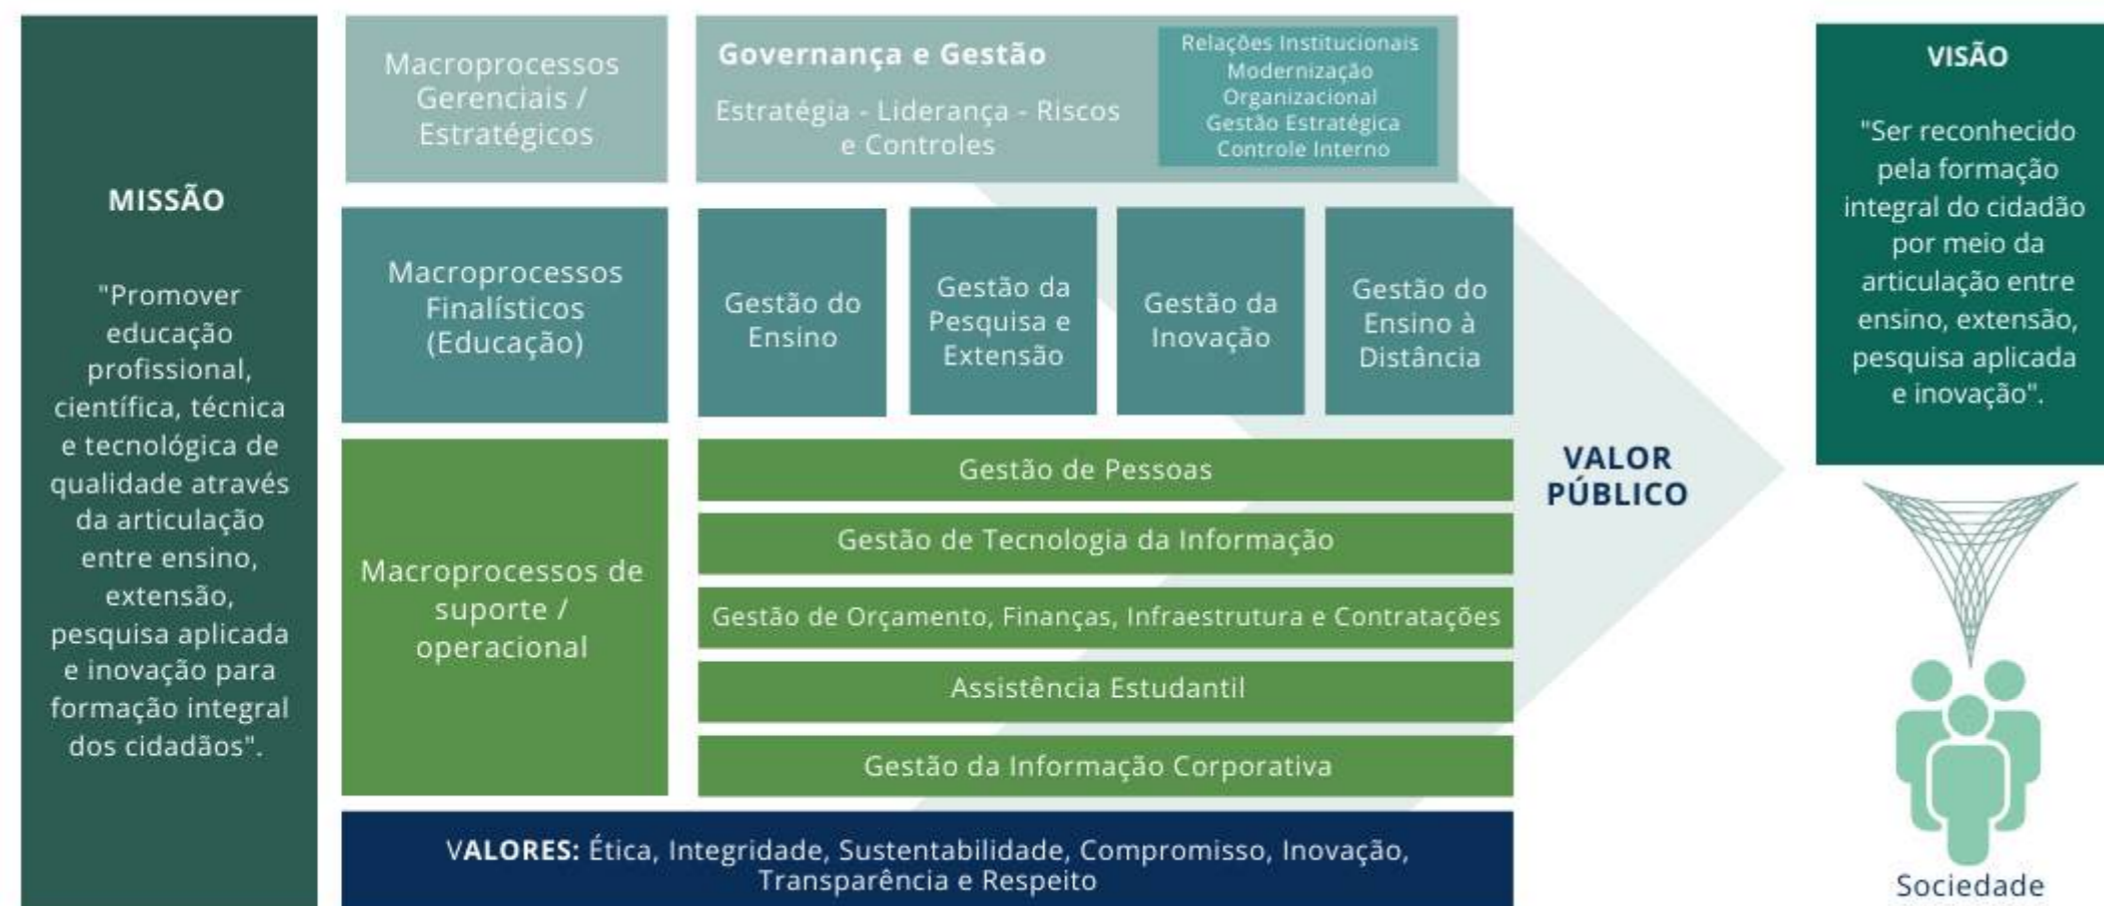 MISSÃO
"Promover
educação
profissional,
científica, técnica
e tecnológica de
qualidade através
da articulação
entre ensino,
extensão,
pesquisa aplicada
e inovação para
formação integral
dos cidadãos".
Macroprocessos
Gerenciais /
Estratégicos
Governança e Gestão
Estratégia - Liderança - Riscos
e Controles
Relações Institucionais
Modernização
Organizacional
Gestão Estratégica
Controle Interno
Macroprocessos
Finalísticos
(Educação)
Gestão do
Ensino
Gestão da
Pesquisa e
Extensão
Gestão da
Inovação
Gestão do
Ensino à
Distância
Macroprocessos de
suporte /
operacional
Gestão de Pessoas
Gestão de Tecnologia da Informação
Gestão de Orçamento, Finanças, Infraestrutura e Contratações
Assistência Estudantil
Gestão da Informação Corporativa
VALORES: Ética, Integridade, Sustentabilidade, Compromisso, Inovação,
Transparência e Respeito
VALOR
PÚBLICO
VISÃO
"Ser reconhecido
pela formação
integral do cidadão
por meio da
articulação entre
ensino, extensão,
pesquisa aplicada
e inovação".
Sociedade